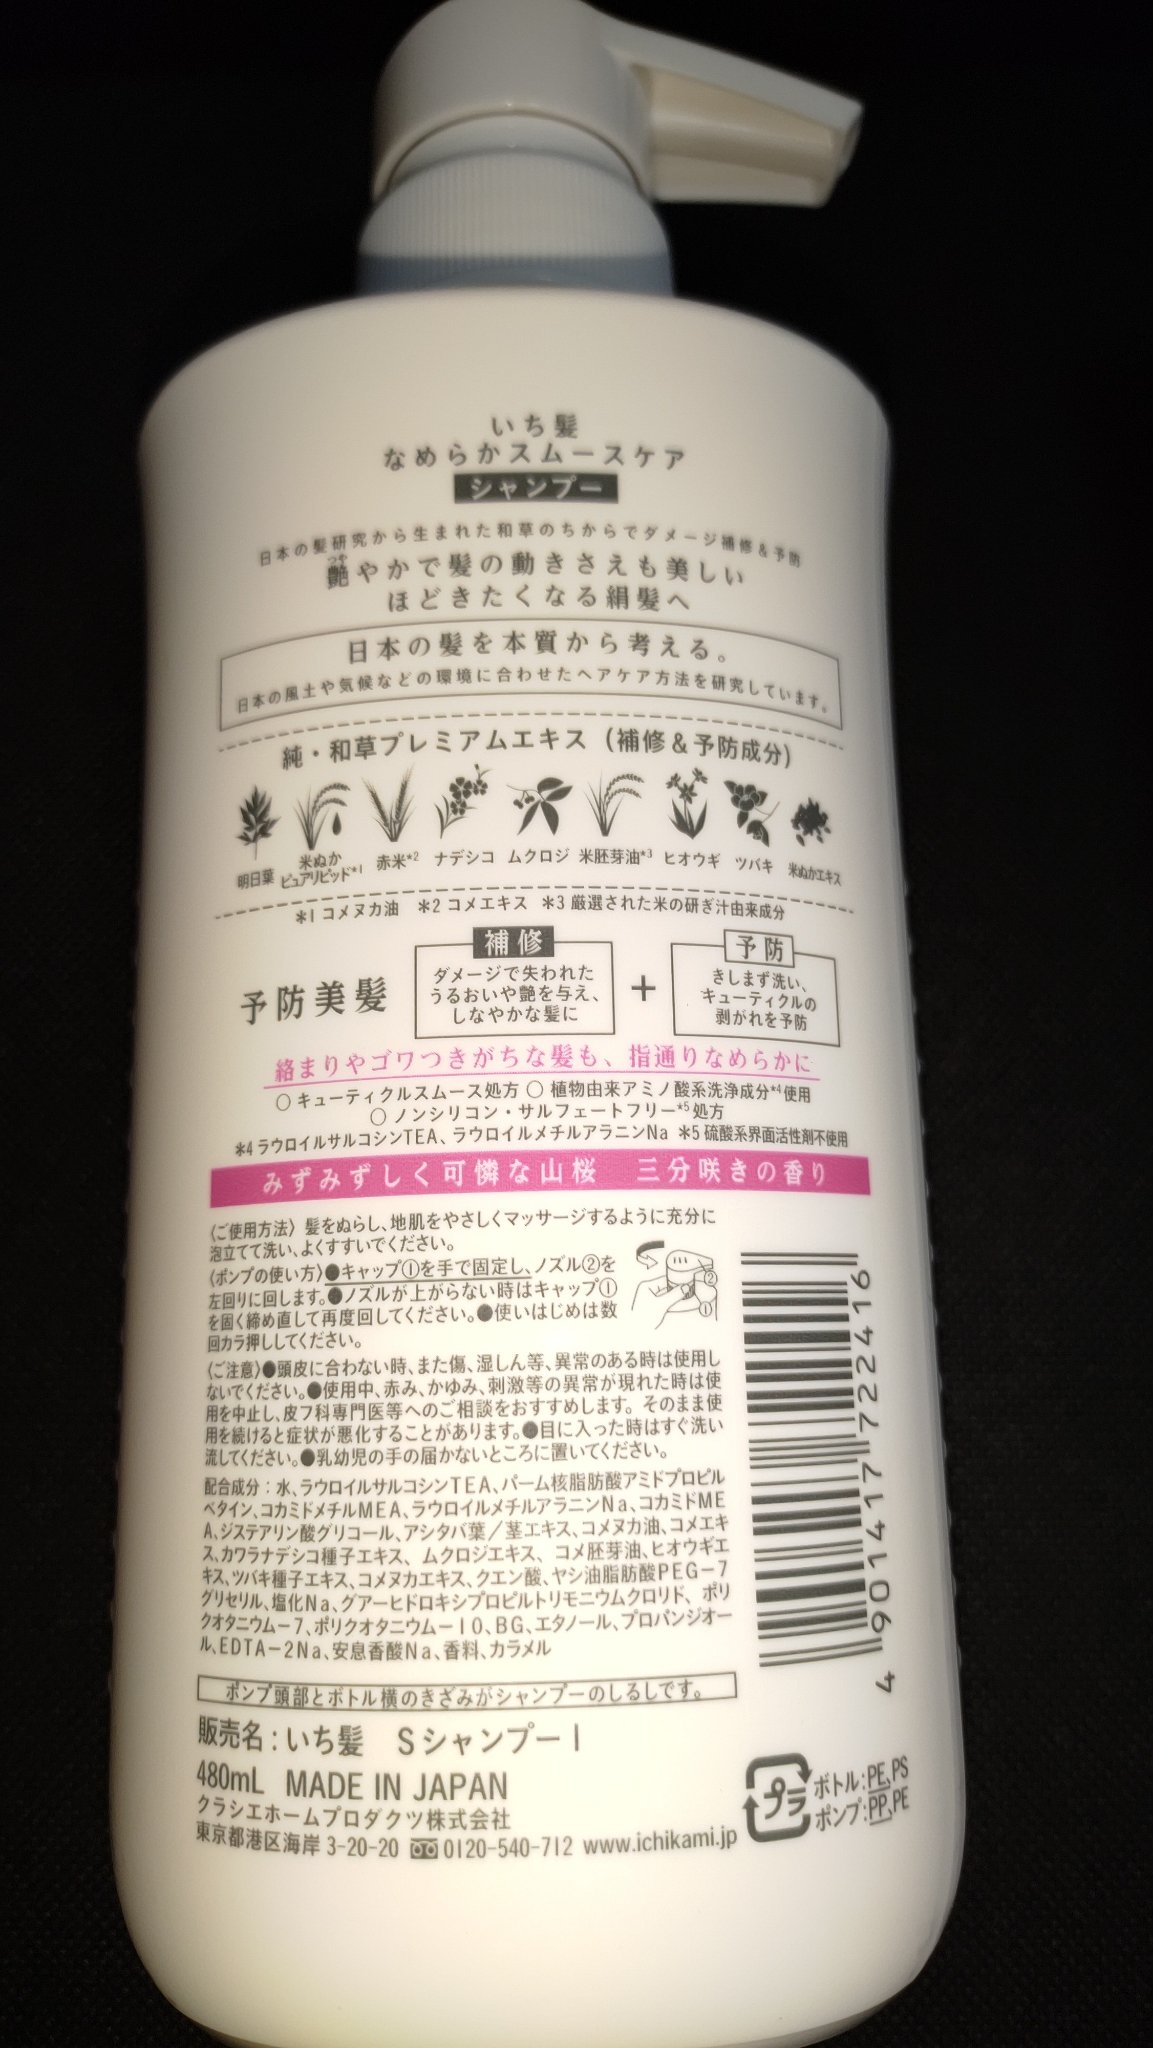 いち髪
なめらかスムースケア
シャンプー
日本の髪研究から生まれた和草のちからでダメージ補修&予防
つや
艶やかで髪の動きさえも美しい
ほどきたくなる絹髪へ
日本の髪を本質から考える。
日本の風土や気候などの環境に合わせたヘアケア方法を研究しています。
純・和草プレミアムエキス(補修&予防成分)
明日葉 米ぬかピュアリピッド*1 赤米*2 ナデシコ ムクロジ 米胚芽油*3 ヒオウギ ツバキ 米ぬかエキス
*1 コメヌカ油 *2 コメエキス *3 厳選された米の研ぎ汁由来成分
予防美髪
補修
ダメージで失われた
うるおいや艶を与え、
しなやかな髪に
+
予防
きしまず洗い、
キューティクルの
剥がれを予防
絡まりやゴワつきがちな髪も、指通りなめらかに
○ キューティクルスムース処方 ○ 植物由来アミノ酸系洗浄成分*4使用
○ ノンシリコン・サルフェートフリー*5処方
*4 ラウロイルサルコシンTEA、ラウロイルメチルアラニンNa *5 硫酸系界面活性剤不使用
みずみずしく可憐な山桜 三分咲きの香り
〈ご使用方法〉髪をぬらし、地肌をやさしくマッサージするように充分に
泡立てて洗い、よくすすいでください。
〈ポンプの使い方〉●キャップ①を手で固定し、ノズル②を
左回りに回します。●ノズルが上がらない時はキャップ①
を固く締め直して再度回してください。●使いはじめは数
回カラ押ししてください。
②
①
〈ご注意〉●頭皮に合わない時、また傷、湿しん等、異常のある時は使用し
ないでください。●使用中、赤み、かゆみ、刺激等の異常が現れた時は使
用を中止し、皮フ科専門医等へのご相談をおすすめします。そのまま使
用を続けると症状が悪化することがあります。●目に入った時はすぐ洗い
流してください。●乳幼児の手の届かないところに置いてください。
配合成分：水、ラウロイルサルコシンTEA、パーム核脂肪酸アミドプロピル
ベタイン、コカミドメチルMEA、ラウロイルメチルアラニンNa、コカミドME
A、ジステアリン酸グリコール、アシタバ葉／茎エキス、コメヌカ油、コメエキ
ス、カワラナデシコ種子エキス、ムクロジエキス、コメ胚芽油、ヒオウギエ
キス、ツバキ種子エキス、コメヌカエキス、クエン酸、ヤシ油脂肪酸PEG-7
グリセリル、塩化Na、グアーヒドロキシプロピルトリモニウムクロリド、ポリ
クオタニウム-7、ポリクオタニウム-10、BG、エタノール、プロパンジオー
ル、EDTA-2Na、安息香酸Na、香料、カラメル
4 901417 722416
ポンプ頭部とボトル横のきざみがシャンプーのしるしです。
販売名：いち髪 Sシャンプー1
480mL MADE IN JAPAN
クラシエホームプロダクツ株式会社
東京都港区海岸 3-20-20 0120-540-712 www.ichikami.jp
プラ
ボトル:PE、PS
ポンプ:PP、PE